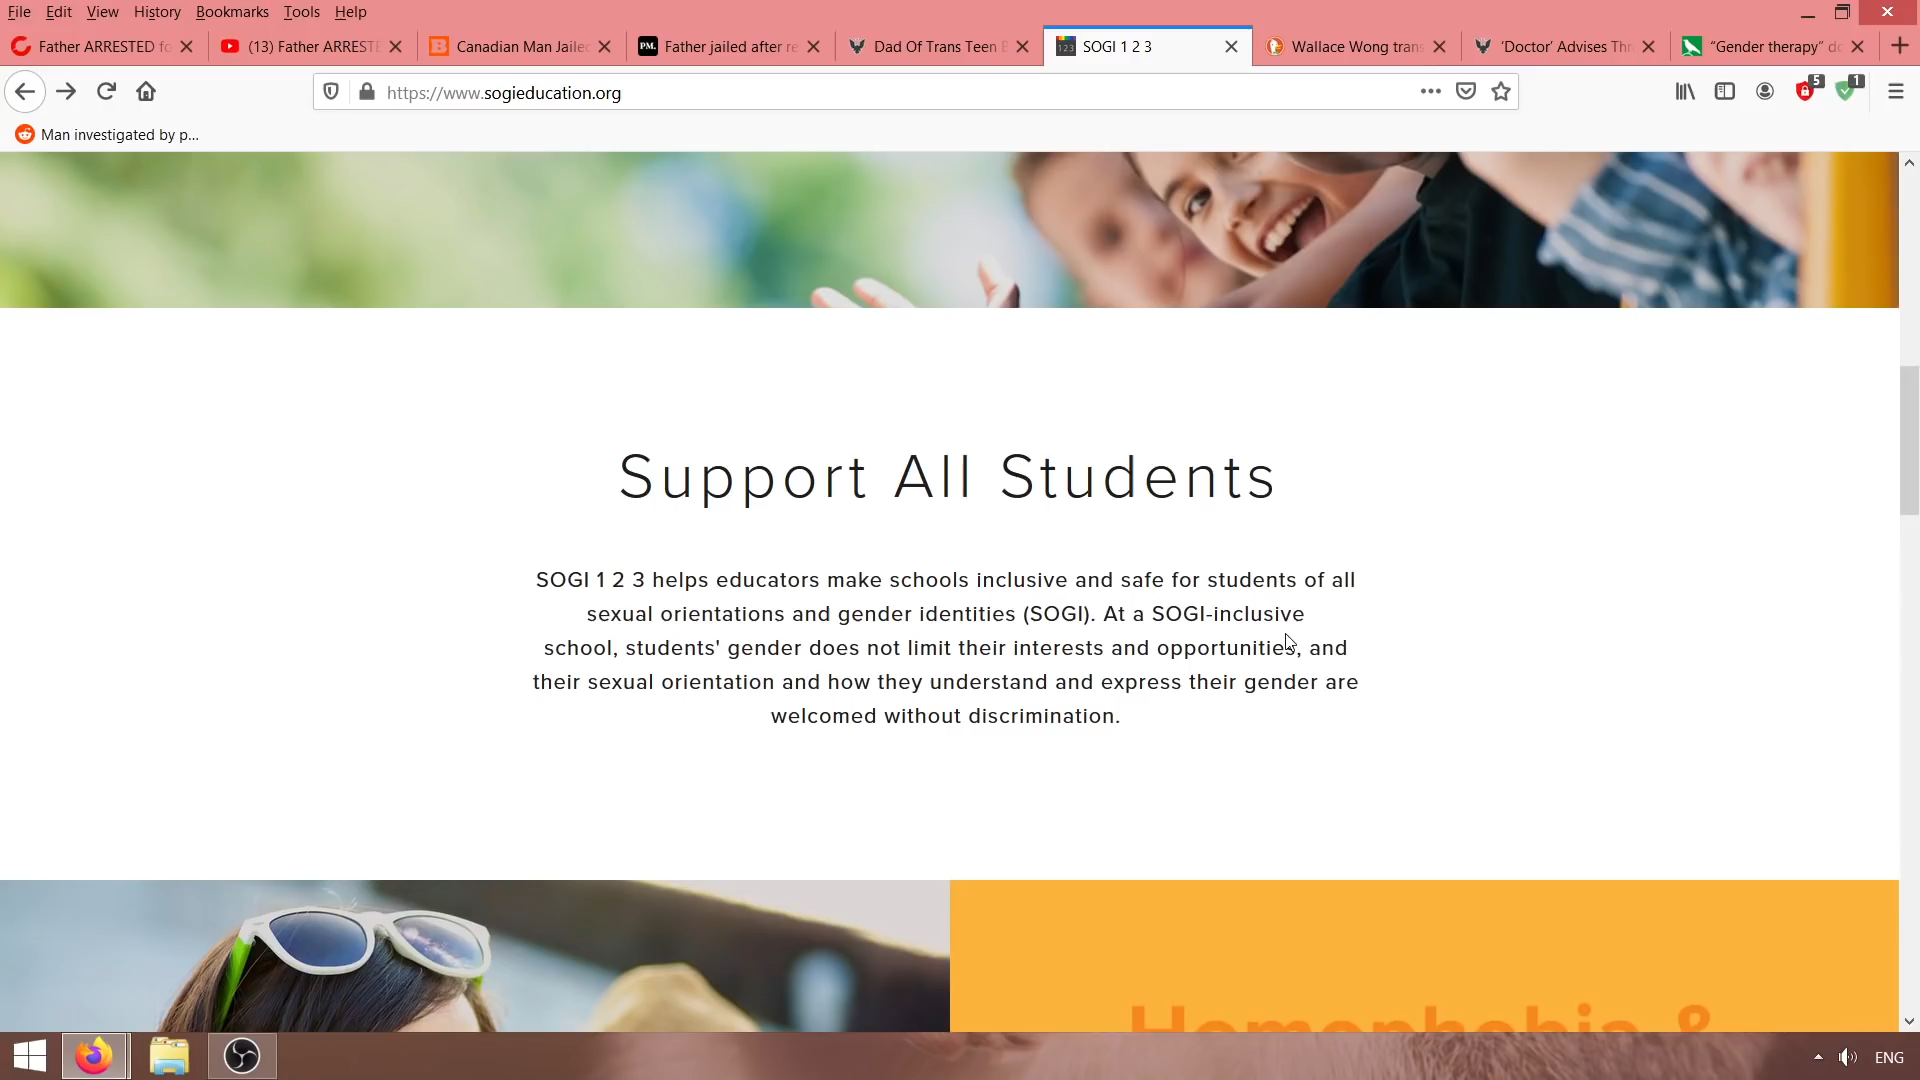 File Edit View History Bookmarks Tools Help
Father ARRESTED fo
(13) Father ARRESTE
Canadian Man Jailed
PM.
Father jailed after re
Dad Of Trans Teen B
123
SOGI 1 2 3
Wallace Wong trans
'Doctor' Advises Thr
"Gender therapy" do
https://www.sogieducation.org
5
1
Man investigated by p...
Support All Students
SOGI 1 2 3 helps educators make schools inclusive and safe for students of all
sexual orientations and gender identities (SOGI). At a SOGI-inclusive
school, students' gender does not limit their interests and opportunities, and
their sexual orientation and how they understand and express their gender are
welcomed without discrimination.
Homophobia &
ENG